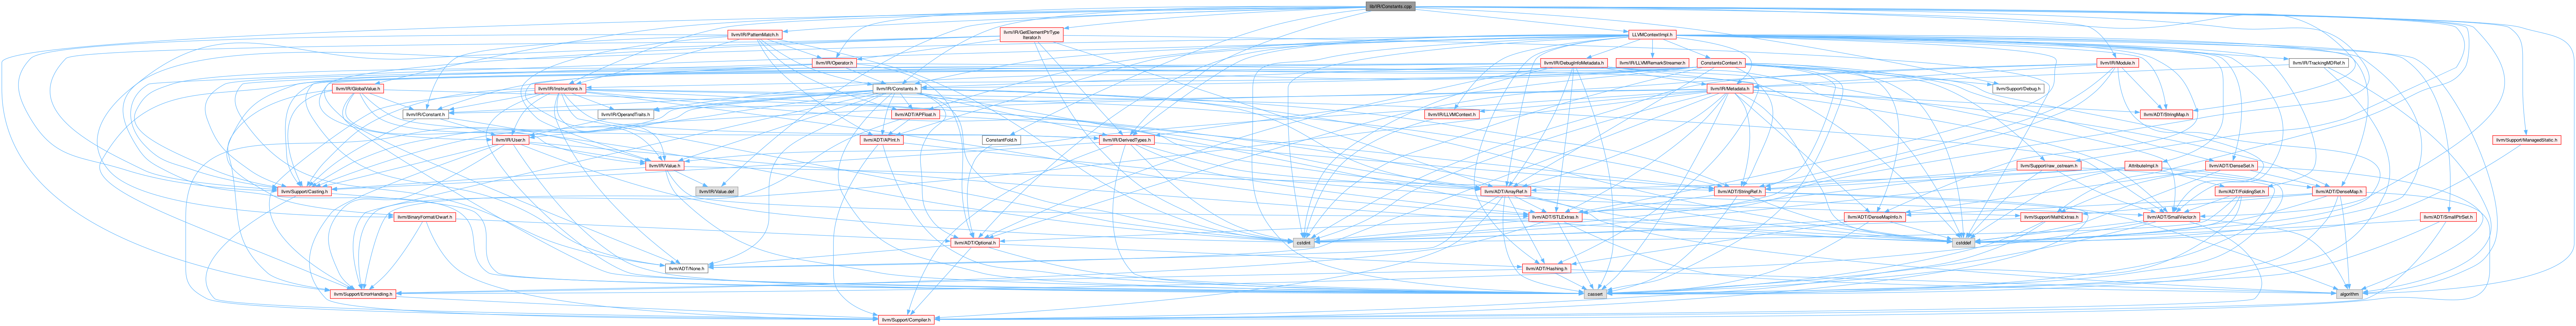 lib/IR/Constants.cpp
llvm/IR/PatternMatch.h
llvm/IR/GetElementPtrType
Iterator.h
LLVMContextImpl.h
llvm/IR/Operator.h
llvm/IR/DebugInfoMetadata.h
llvm/IR/LLVMRemarkStreamer.h
ConstantsContext.h
llvm/IR/Module.h
llvm/IR/TrackingMDRef.h
llvm/IR/GlobalValue.h
llvm/IR/Instructions.h
llvm/IR/Constants.h
llvm/IR/Metadata.h
llvm/Support/Debug.h
llvm/IR/Constant.h
llvm/IR/OperandTraits.h
llvm/ADT/APFloat.h
llvm/IR/LLVMContext.h
llvm/ADT/StringMap.h
llvm/IR/User.h
llvm/ADT/APInt.h
ConstantFold.h
llvm/IR/DerivedTypes.h
llvm/Support/ManagedStatic.h
llvm/IR/Value.h
llvm/Support/raw_ostream.h
AttributeImpl.h
llvm/ADT/DenseSet.h
llvm/Support/Casting.h
llvm/IR/Value.def
llvm/ADT/ArrayRef.h
llvm/ADT/StringRef.h
llvm/ADT/FoldingSet.h
llvm/ADT/DenseMap.h
llvm/BinaryFormat/Dwarf.h
llvm/ADT/STLExtras.h
llvm/ADT/DenseMapInfo.h
llvm/Support/MathExtras.h
llvm/ADT/SmallVector.h
llvm/ADT/SmallPtrSet.h
llvm/ADT/Optional.h
cstdint
cstddef
llvm/ADT/None.h
llvm/ADT/Hashing.h
llvm/Support/ErrorHandling.h
cassert
algorithm
llvm/Support/Compiler.h